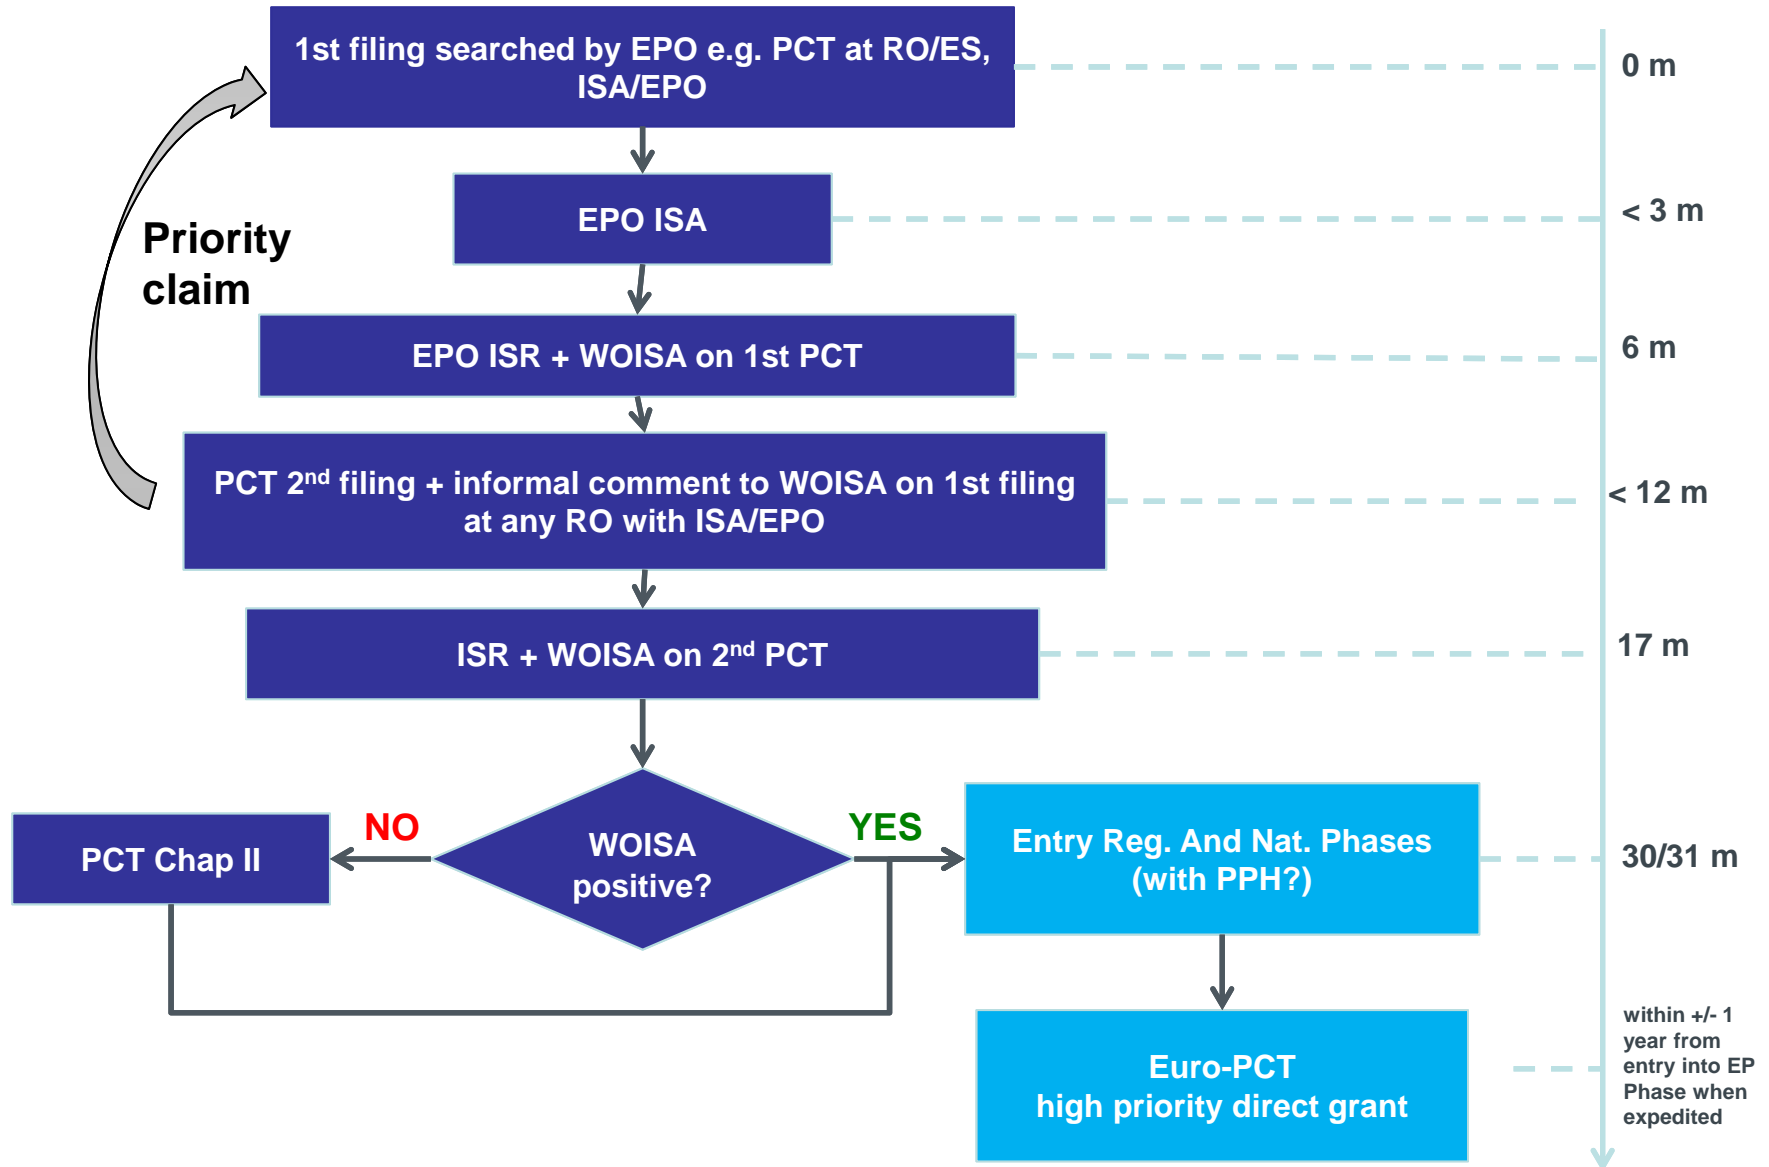 1st filing searched by EPO e.g. PCT at RO/ES,
ISA/EPO
0 m
EPO ISA
< 3 m
Priority
claim
EPO ISR + WOISA on 1st PCT
6 m
PCT 2nd filing + informal comment to WOISA on 1st filing
at any RO with ISA/EPO
< 12 m
ISR + WOISA on 2nd PCT
17 m
WOISA
positive?
NO
YES
PCT Chap II
Entry Reg. And Nat. Phases
(with PPH?)
30/31 m
Euro-PCT
high priority direct grant
within +/- 1
year from
entry into EP
Phase when
expedited